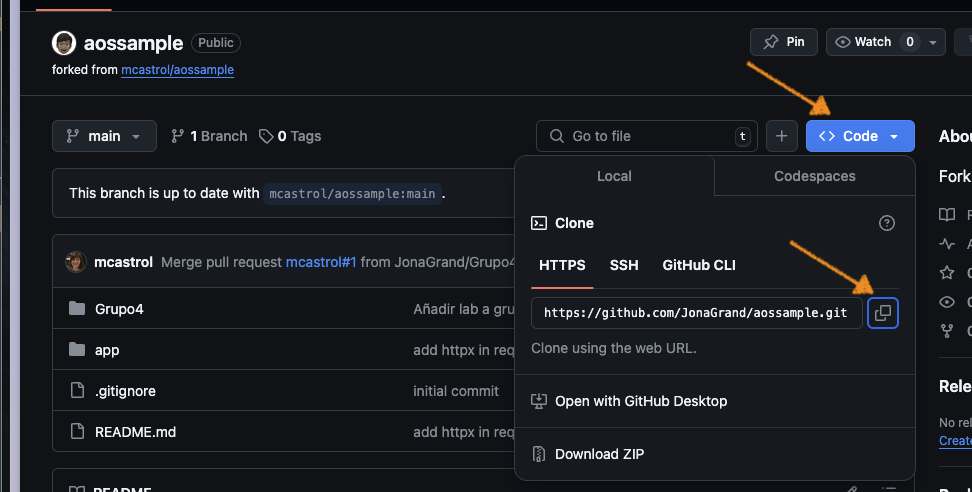 aossample Public
Pin
Watch 0
forked from mcastrol/aossample
main
1 Branch
0 Tags
Go to file t
Code
This branch is up to date with mcastrol/aossample:main.
Local
Codespaces
Clone
HTTPS SSH GitHub CLI
https://github.com/JonaGrand/aossample.git
Clone using the web URL.
Open with GitHub Desktop
Download ZIP
mcastrol Merge pull request mcastrol#1 from JonaGrand/Grupo4
Grupo4 Añadir lab a gru
app add httpx in req
.gitignore initial commit
README.md add httpx in req
README
Fork
No rel
Create